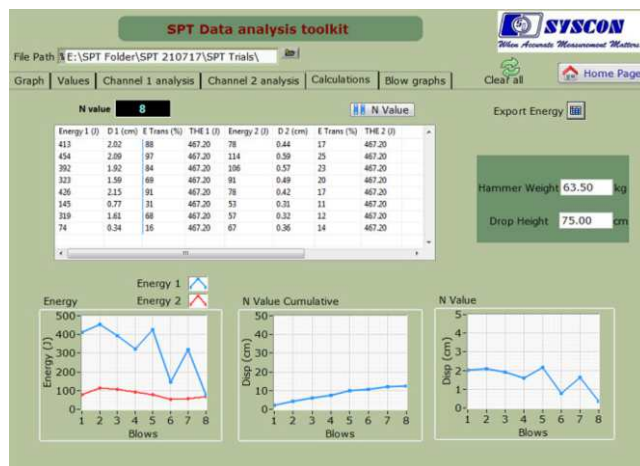 SPT Data analysis toolkit
SYSCON
When Accurate Measurement Matters
File Path E:\SPT Folder\SPT 210717\SPT Trials\
Graph Values Channel 1 analysis Channel 2 analysis Calculations Blow graphs
Clear all
Home Page
N value 8 N Value
Export Energy
Energy 1 (J) D 1 (cm) E Trans (%) THE 1 (J) Energy 2 (J) D 2 (cm) E Trans (%) THE 2 (J)
413 2.02 88 467.20 78 0.44 17 467.20
454 2.09 97 467.20 114 0.59 25 467.20
392 1.92 84 467.20 106 0.57 23 467.20
323 1.59 69 467.20 91 0.49 20 467.20
426 2.15 91 467.20 78 0.42 17 467.20
145 0.77 31 467.20 53 0.31 11 467.20
319 1.61 68 467.20 57 0.32 12 467.20
74 0.34 16 467.20 67 0.36 14 467.20
Hammer Weight 63.50 kg
Drop Height 75.00 cm
Energy 1
Energy 2
Energy
500
400
300
200
100
0
Energy (J)
1 2 3 4 5 6 7 8
Blows
N Value Cumulative
50
40
30
20
10
0
Disp (cm)
1 2 3 4 5 6 7 8
Blows
N Value
5
4
3
2
1
0
Disp (cm)
1 2 3 4 5 6 7 8
Blows